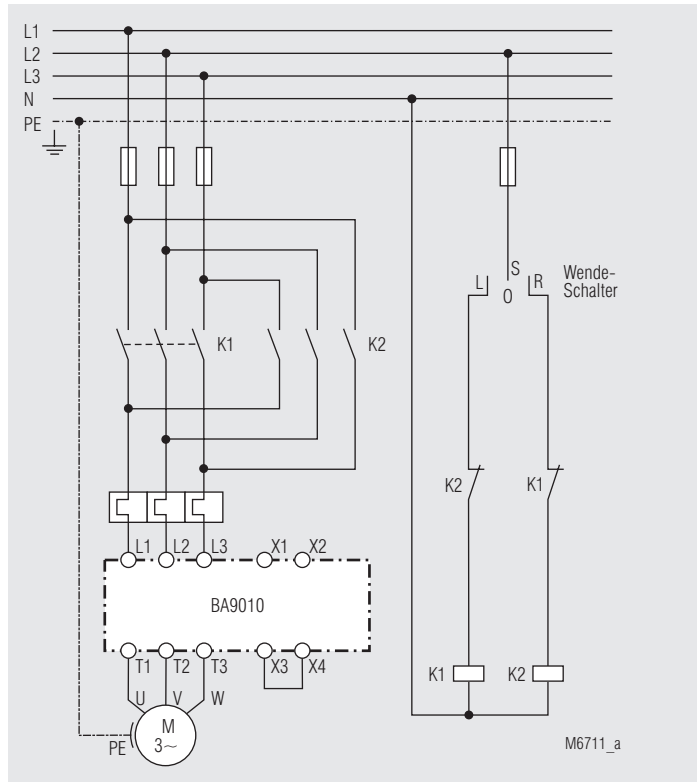 L1
L2
L3
N
PE
L S O R
Wende-
Schalter
K1 K2
K2 K1
L1 L2 L3 X1 X2
BA9010
T1 T2 T3 X3 X4
K1 K2
U V W
M
3~
PE
M6711_a